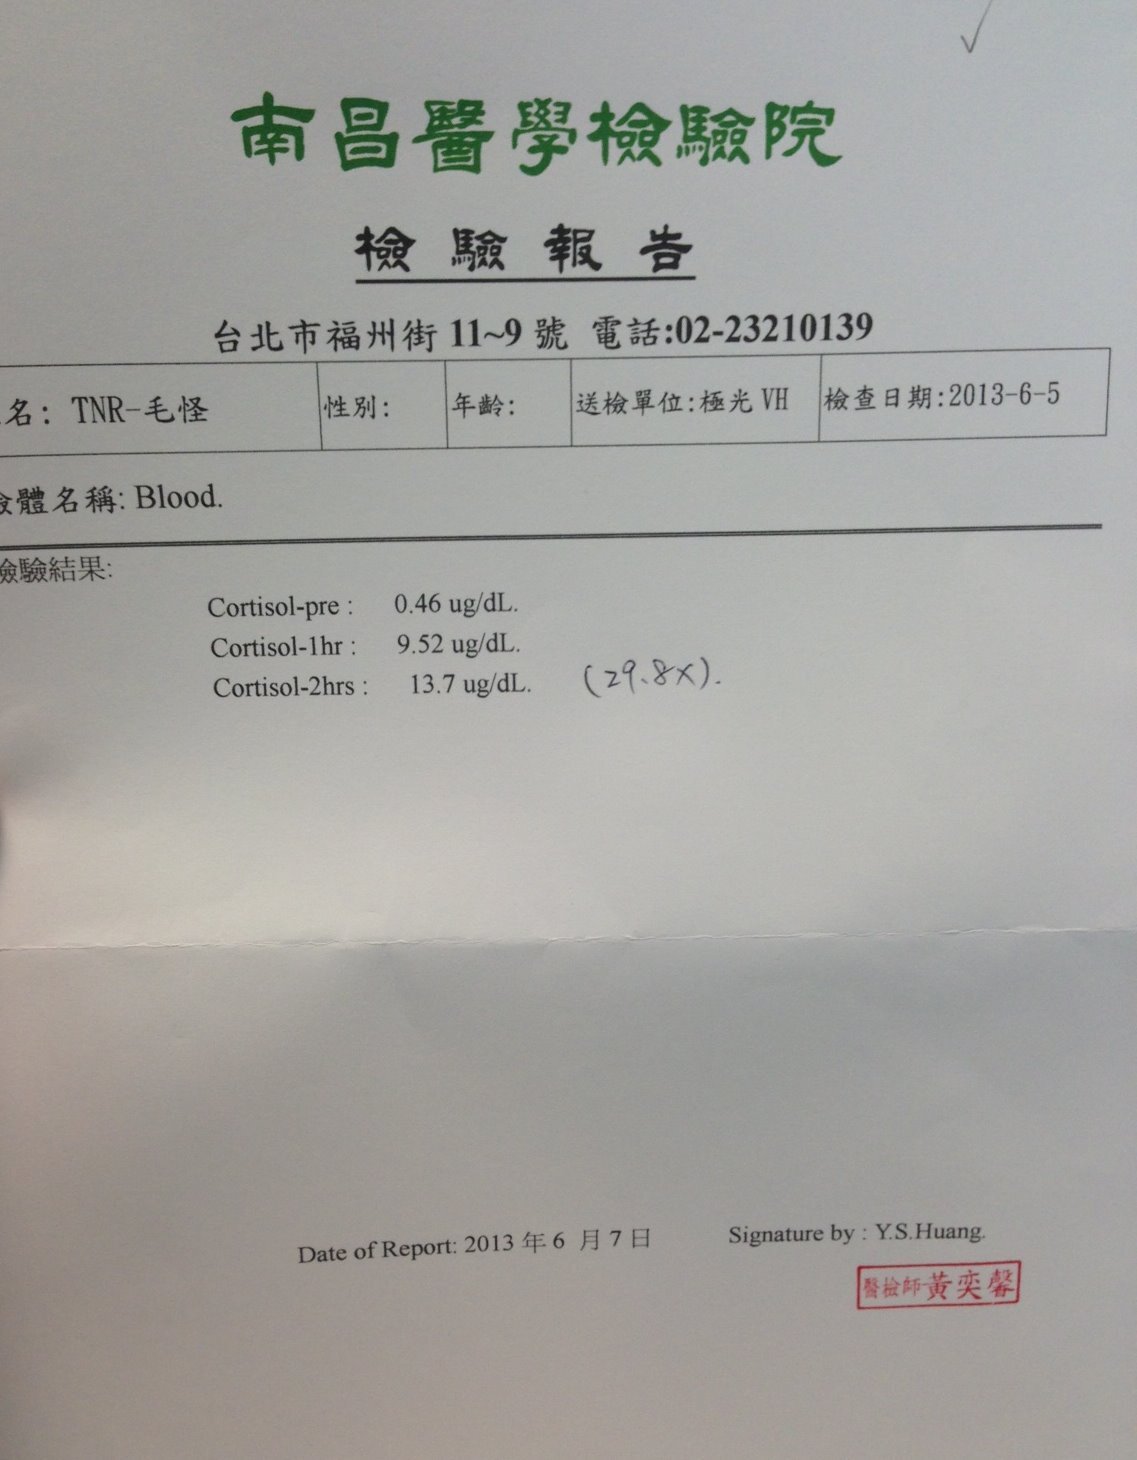 南昌醫學檢驗院
檢驗報告
台北市福州街 11~9 號 電話:02-23210139
名: TNR-毛怪 性別: 年齡: 送檢單位:極光 VH 檢查日期:2013-6-5
體名稱: Blood.
檢驗結果:
Cortisol-pre : 0.46 ug/dL.
Cortisol-1hr : 9.52 ug/dL.
Cortisol-2hrs : 13.7 ug/dL. (29.8X).
Date of Report: 2013 年 6 月 7 日 Signature by : Y.S.Huang.
醫檢師黃奕馨